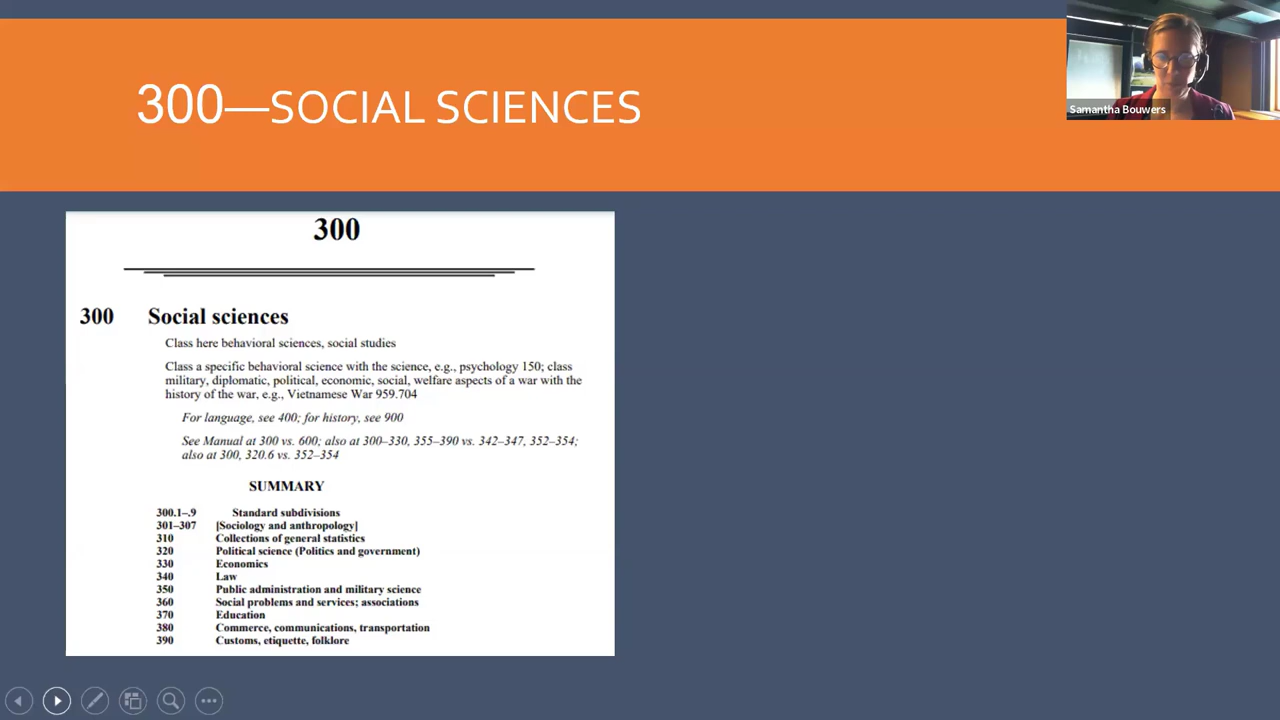 300—SOCIAL SCIENCES
Samantha Bouwers
300
300 Social sciences
Class here behavioral sciences, social studies
Class a specific behavioral science with the science, e.g., psychology 150; class
military, diplomatic, political, economic, social, welfare aspects of a war with the
history of the war, e.g., Vietnamese War 959.704
For language, see 400; for history, see 900
See Manual at 300 vs. 600; also at 300–330, 355–390 vs. 342–347, 352–354;
also at 300, 320.6 vs. 352–354
SUMMARY
300.1–.9 Standard subdivisions
301–307 [Sociology and anthropology]
310 Collections of general statistics
320 Political science (Politics and government)
330 Economics
340 Law
350 Public administration and military science
360 Social problems and services; associations
370 Education
380 Commerce, communications, transportation
390 Customs, etiquette, folklore